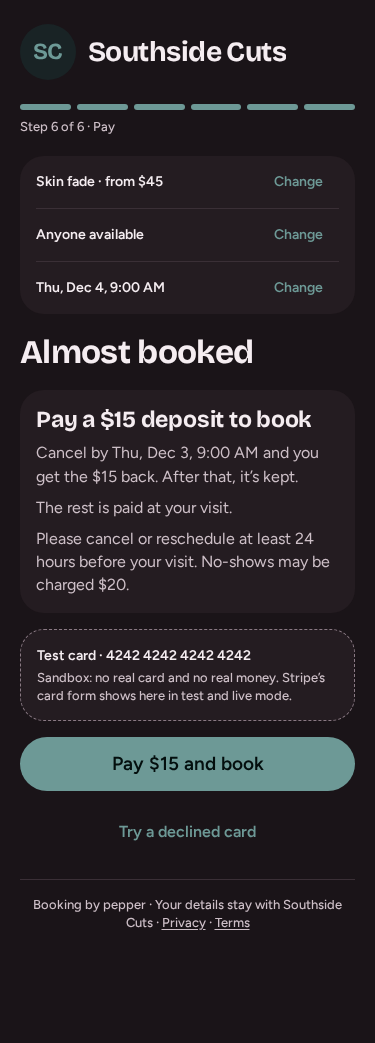 SC
Southside Cuts
Step 6 of 6 · Pay
Skin fade · from $45
Change
Anyone available
Change
Thu, Dec 4, 9:00 AM
Change
Almost booked
Pay a $15 deposit to book
Cancel by Thu, Dec 3, 9:00 AM and you
get the $15 back. After that, it’s kept.
The rest is paid at your visit.
Please cancel or reschedule at least 24
hours before your visit. No-shows may be
charged $20.
Test card · 4242 4242 4242 4242
Sandbox: no real card and no real money. Stripe’s
card form shows here in test and live mode.
Pay $15 and book
Try a declined card
Booking by pepper · Your details stay with Southside
Cuts · Privacy · Terms